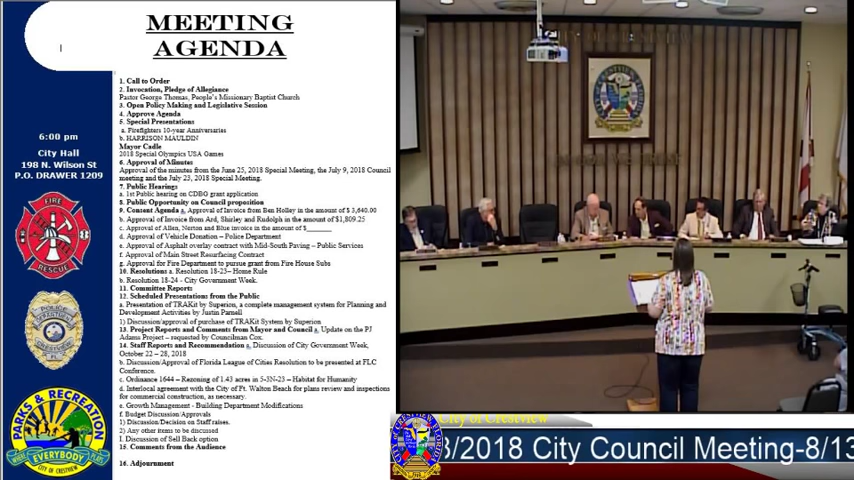 MEETING
AGENDA
6:00 pm
City Hall
198 N. Wilson St
P.O. DRAWER 1209
FIRE
RESCUE
POLICE
PARKS & RECREATION
WHERE EVERYBODY PLAYS
CITY OF CRESTVIEW
1. Call to Order
2. Invocation, Pledge of Allegiance
Pastor George Thomas, People's Missionary Baptist Church
3. Open Policy Making and Legislative Session
4. Approve Agenda
5. Special Presentations
a. Firefighters 10-year Anniversaries
b. HARRISON MAULDIN
Mayor Cadle
2018 Special Olympics USA Games
6. Approval of Minutes
Approval of the minutes from the June 25, 2018 Special Meeting, the July 9, 2018 Council
meeting and the July 23, 2018 Special Meeting.
7. Public Hearings
a. 1st Public hearing on CDBG grant application
8. Public Opportunity on Council proposition
9. Consent Agenda a. Approval of Invoice from Ben Holley in the amount of $ 3,640.00
b. Approval of Invoice from Ard, Shirley and Rudolph in the amount of $1,809.25
c. Approval of Allen, Norton and Blue invoice in the amount of $______
d. Approval of Vehicle Donation – Police Department
e. Approval of Asphalt overlay contract with Mid-South Paving – Public Services
f. Approval of Main Street Resurfacing Contract
g. Approval for Fire Department to pursue grant from Fire House Subs
10. Resolutions a. Resolution 18-23 – Home Rule
b. Resolution 18-24 - City Government Week.
11. Committee Reports
12. Scheduled Presentations from the Public
a. Presentation of TRAKit by Superion, a complete management system for Planning and
Development Activities by Justin Parnell
1) Discussion/approval of purchase of TRAKit System by Superion
13. Project Reports and Comments from Mayor and Council a. Update on the PJ
Adams Project – requested by Councilman Cox.
14. Staff Reports and Recommendation a. Discussion of City Government Week,
October 22 – 28, 2018
b. Discussion/Approval of Florida League of Cities Resolution to be presented at FLC
Conference.
c. Ordinance 1644 – Rezoning of 1.43 acres in 5-3N-23 – Habitat for Humanity
d. Interlocal agreement with the City of Ft. Walton Beach for plans review and inspections
for commercial construction, as necessary.
e. Growth Management - Building Department Modifications
f. Budget Discussion/Approvals
1) Discussion/Decision on Staff raises.
2) Any other items to be discussed
I. Discussion of Sell Back option
15. Comments from the Audience
16. Adjournment
City of Crestview
3/2018 City Council Meeting-8/13